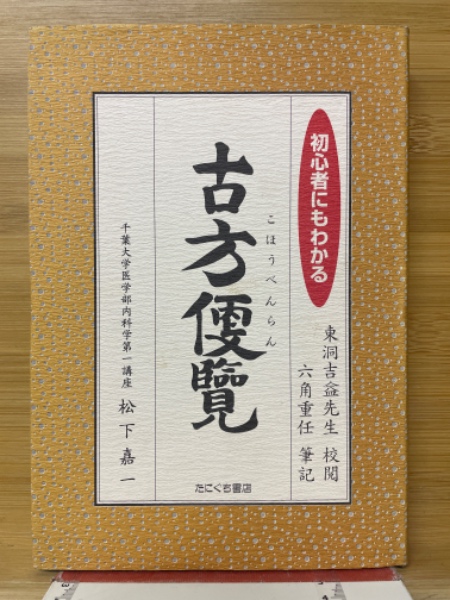 初心者にもわかる
東洞吉益先生 校閲
六角重任 筆記
古方便覽
こほうべんらん
千葉大学医学部内科学第一講座 松下嘉一
たにぐち書店